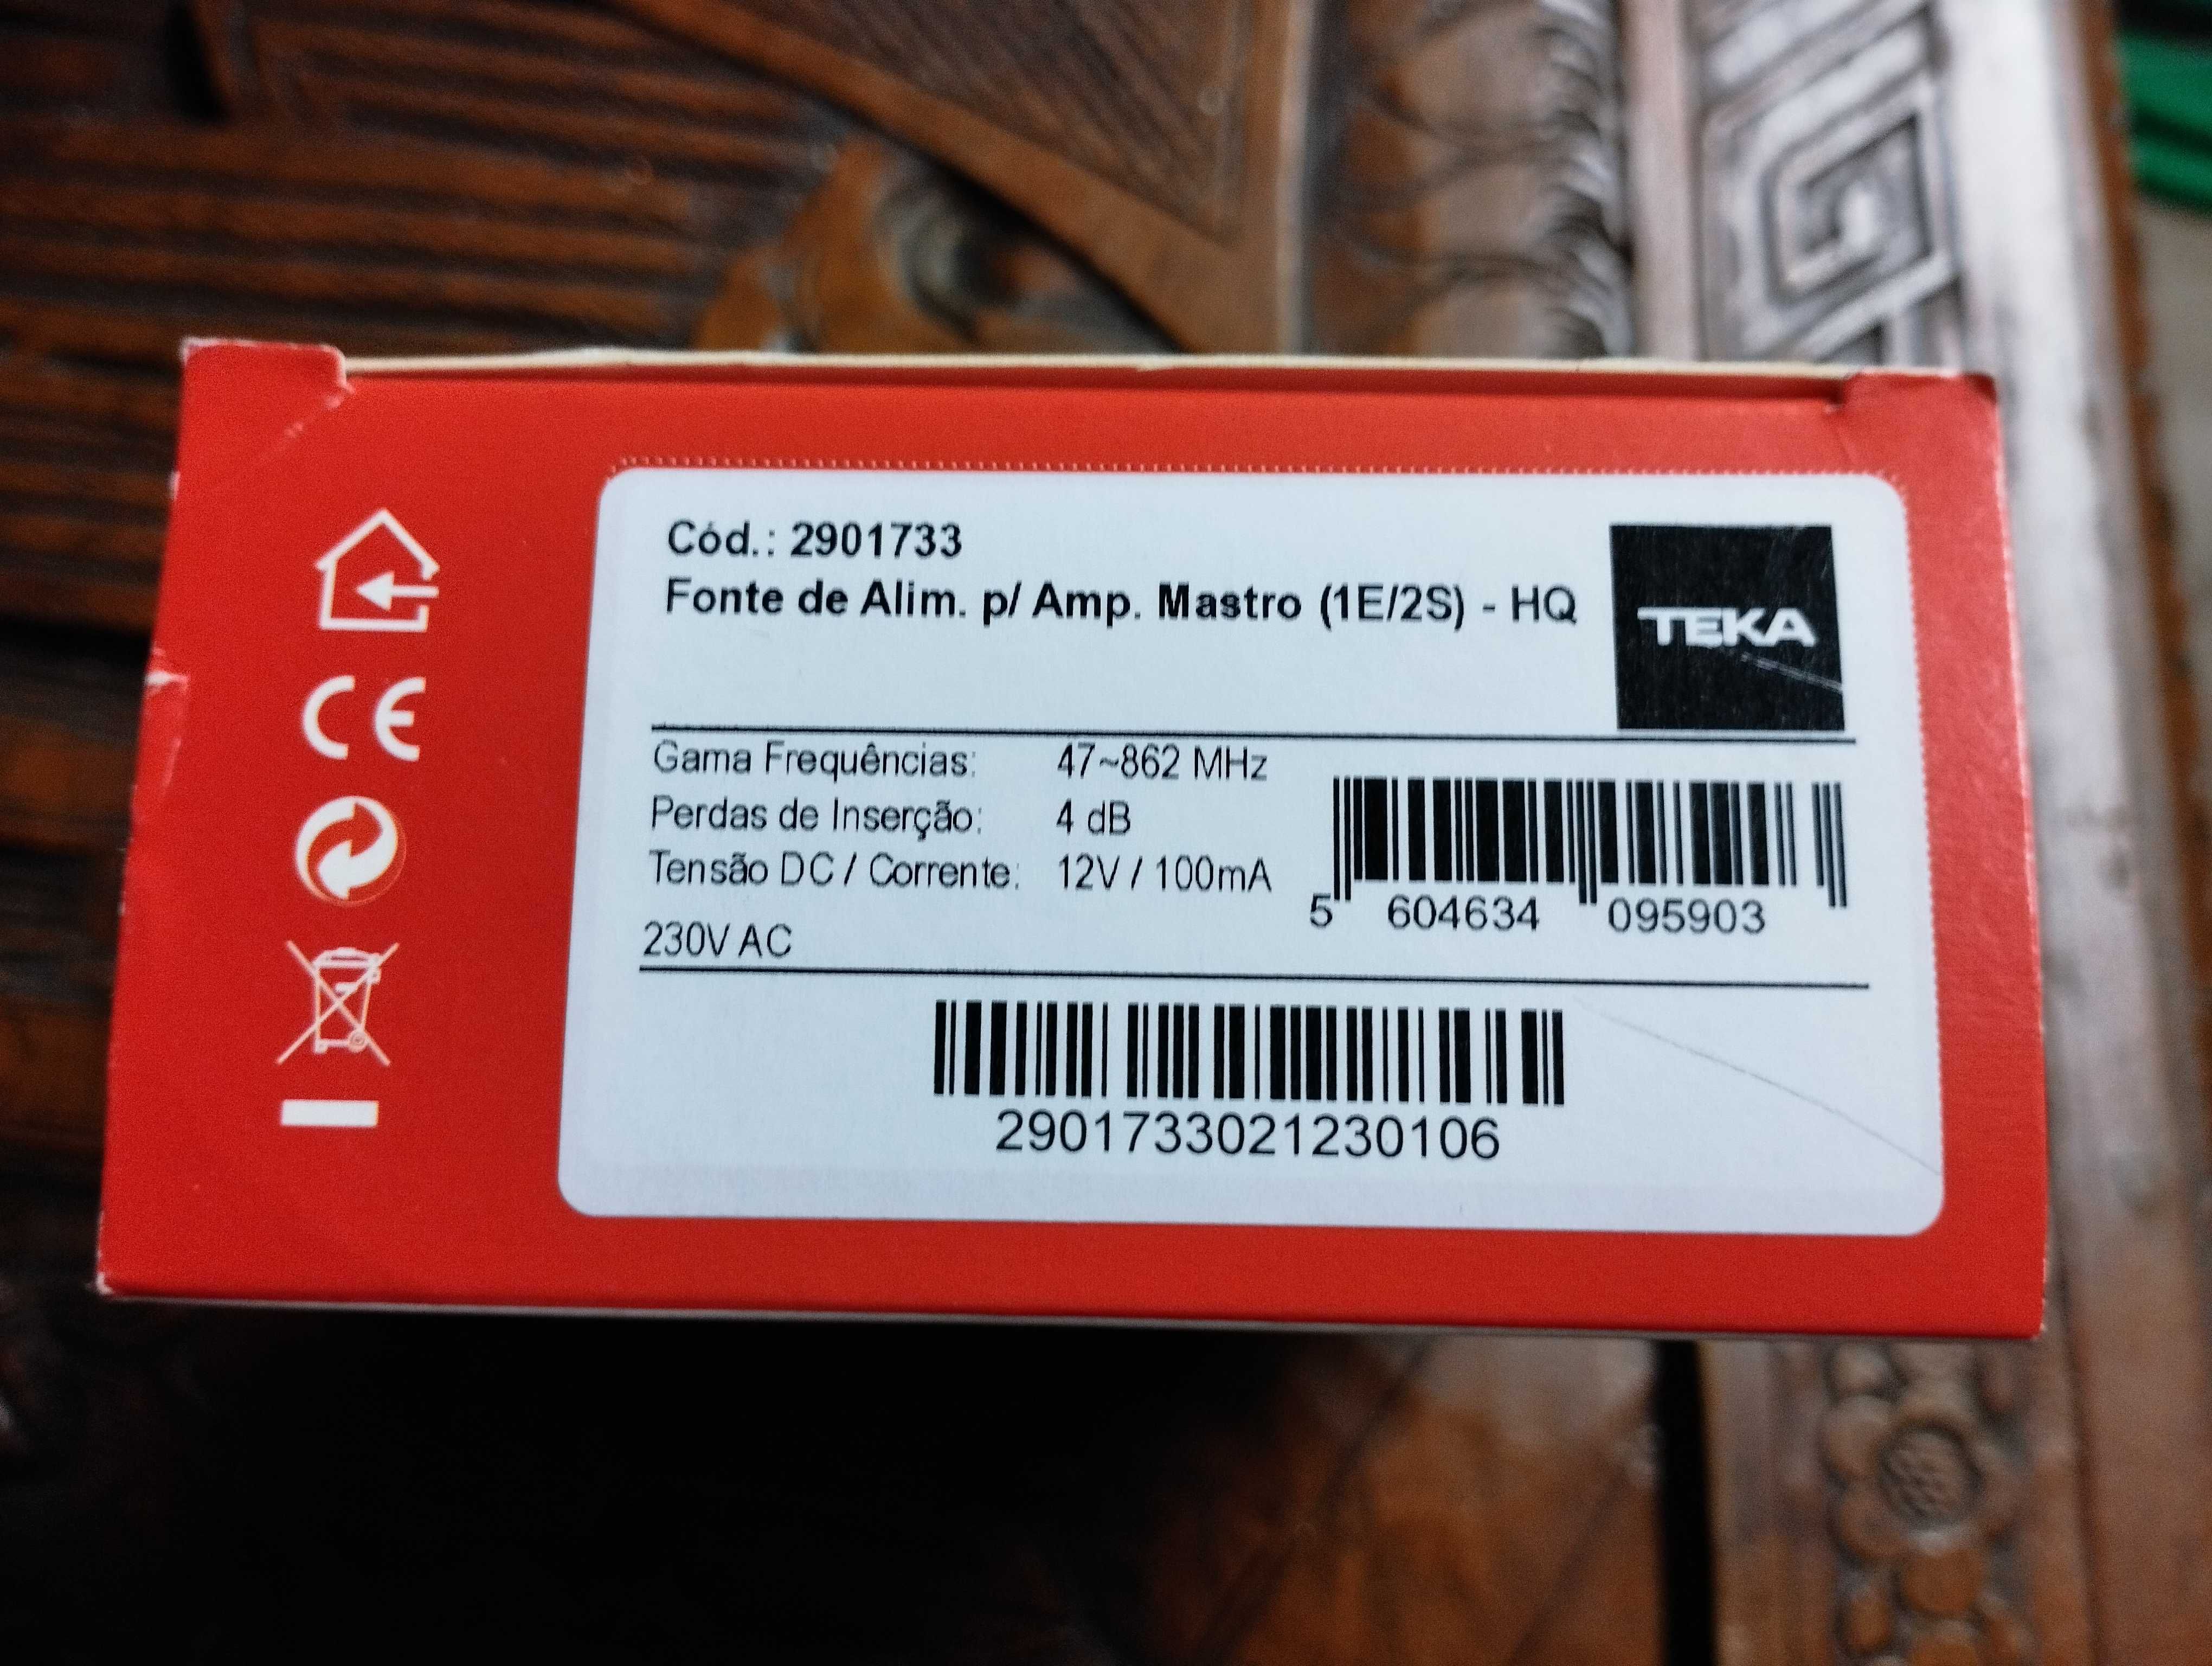 Cód.: 2901733
Fonte de Alim. p/ Amp. Mastro (1E/2S) - HQ
TEKA
Gama Frequências: 47~862 MHz
Perdas de Inserção: 4 dB
Tensão DC / Corrente: 12V / 100mA
230V AC
5 604634 095903
2901733021230106
CE